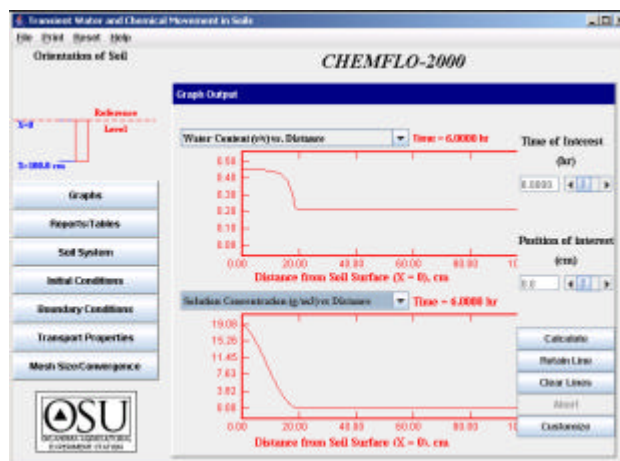 Transient Water and Chemical Movement in Soils
File Print Reset Help
Orientation of Soil
CHEMFLO-2000
Graph Output
Reference
X=0
Level
X=100.0 cm
Water Content (v/v) vs. Distance
Time = 6.0000 hr
Time of Interest
(hr)
0.0000
0.50
0.40
0.30
0.20
0.10
0.00
0.00 20.00 40.00 60.00 80.00 10
Distance from Soil Surface (X = 0), cm
Position of interest
(cm)
0.0
Graphs
Reports/Tables
Soil System
Initial Conditions
Boundary Conditions
Transport Properties
Mesh Size/Convergence
Solution Concentration (g/m3) vs Distance
Time = 6.0000 hr
19.08
15.26
11.45
7.63
3.82
0.00
0.00 20.00 40.00 60.00 80.00
Distance from Soil Surface (X = 0), cm
Calculate
Retain Line
Clear Lines
Abort
Customize
OSU
EXPERIMENT STATION